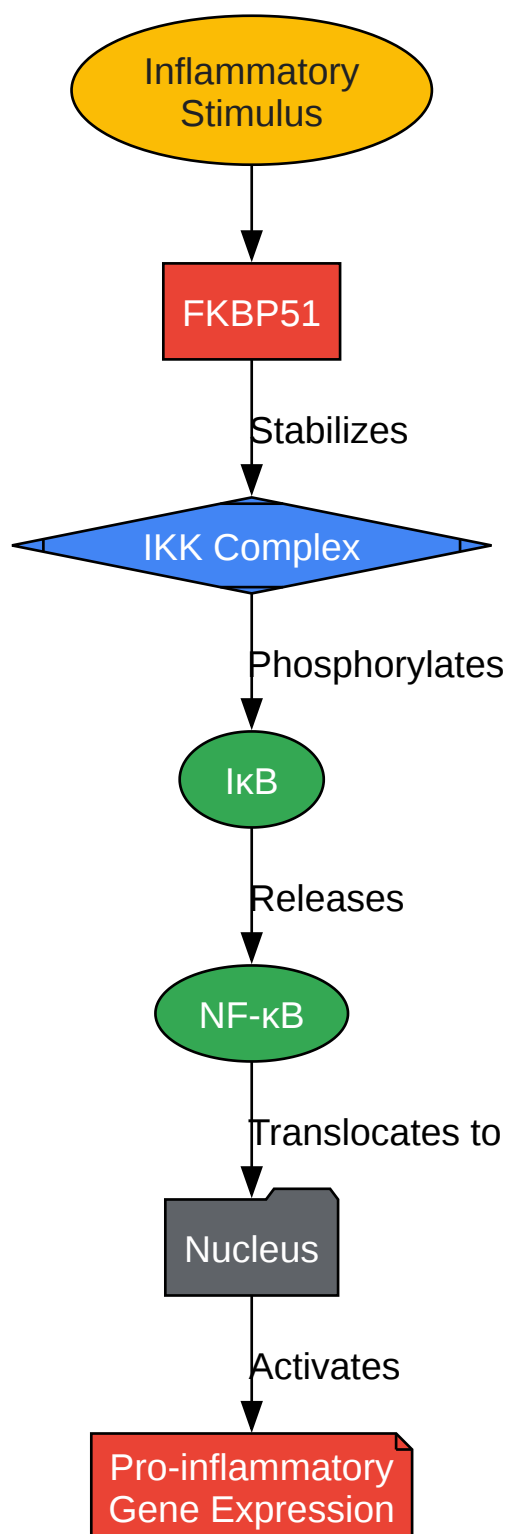 Inflammatory
Stimulus
FKBP51
Stabilizes
IKK Complex
Phosphorylates
IκB
Releases
NF-κB
Translocates to
Nucleus
Activates
Pro-inflammatory
Gene Expression